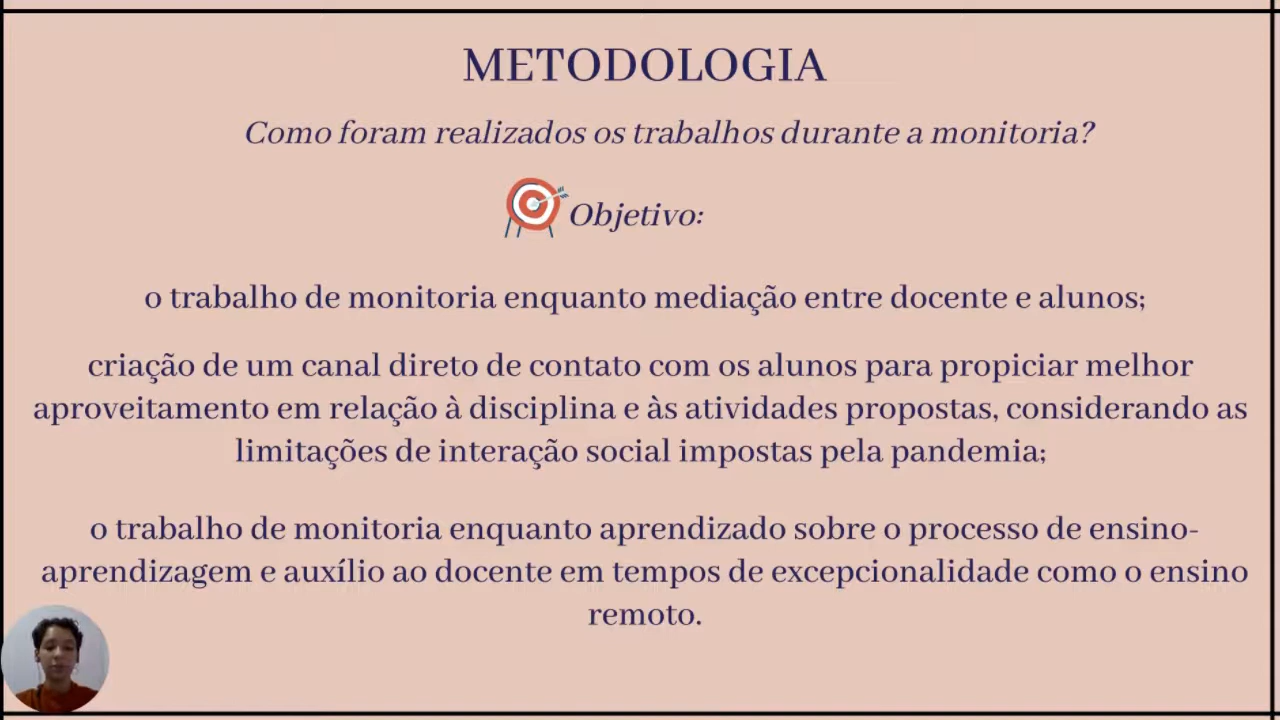 METODOLOGIA
Como foram realizados os trabalhos durante a monitoria?
Objetivo:
o trabalho de monitoria enquanto mediação entre docente e alunos;
criação de um canal direto de contato com os alunos para propiciar melhor
aproveitamento em relação à disciplina e às atividades propostas, considerando as
limitações de interação social impostas pela pandemia;
o trabalho de monitoria enquanto aprendizado sobre o processo de ensino-
aprendizagem e auxílio ao docente em tempos de excepcionalidade como o ensino
remoto.